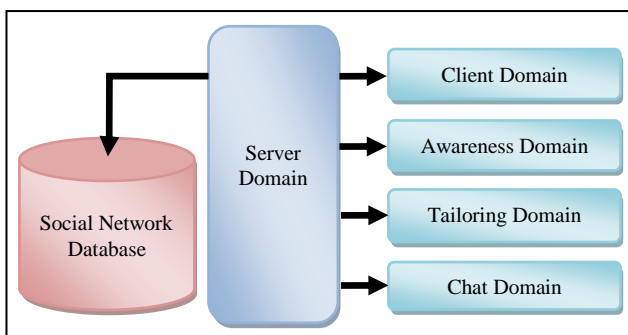 Social Network
Database
Server
Domain
Client Domain
Awareness Domain
Tailoring Domain
Chat Domain